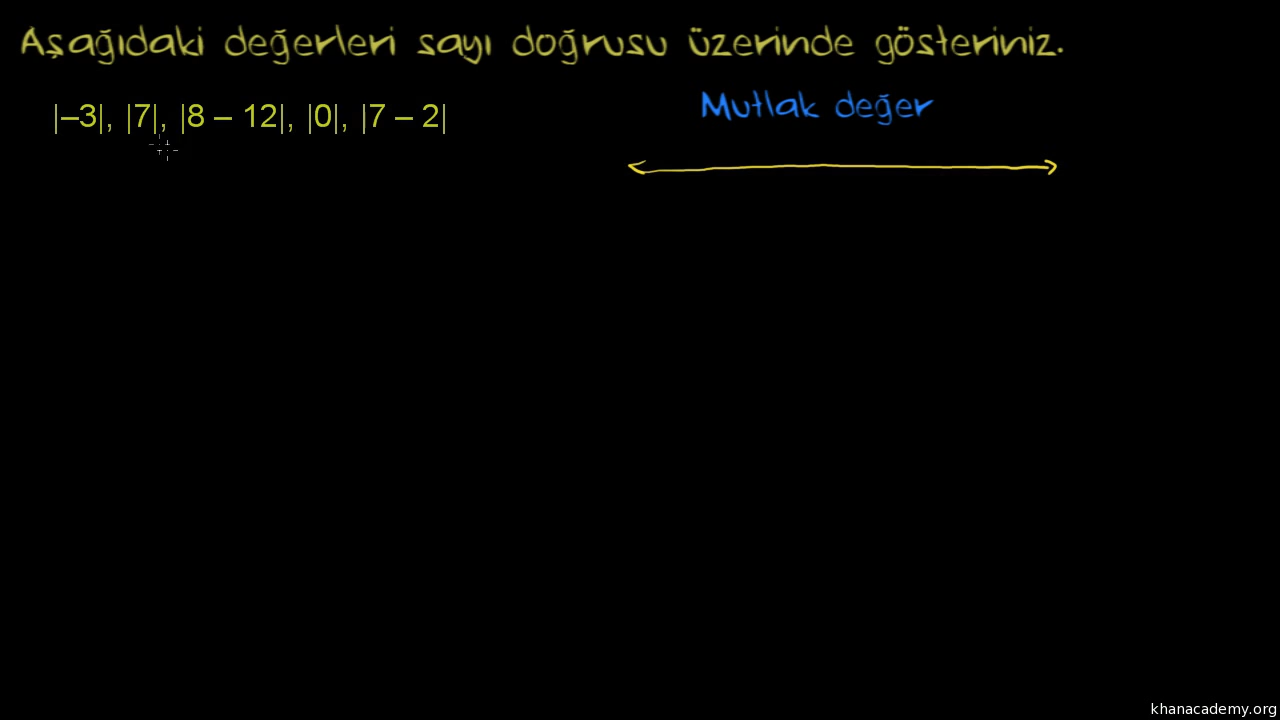 Aşağıdaki değerleri sayı doğrusu üzerinde gösteriniz.
|–3|, |7|, |8 – 12|, |0|, |7 – 2|
Mutlak değer
khanacademy.org